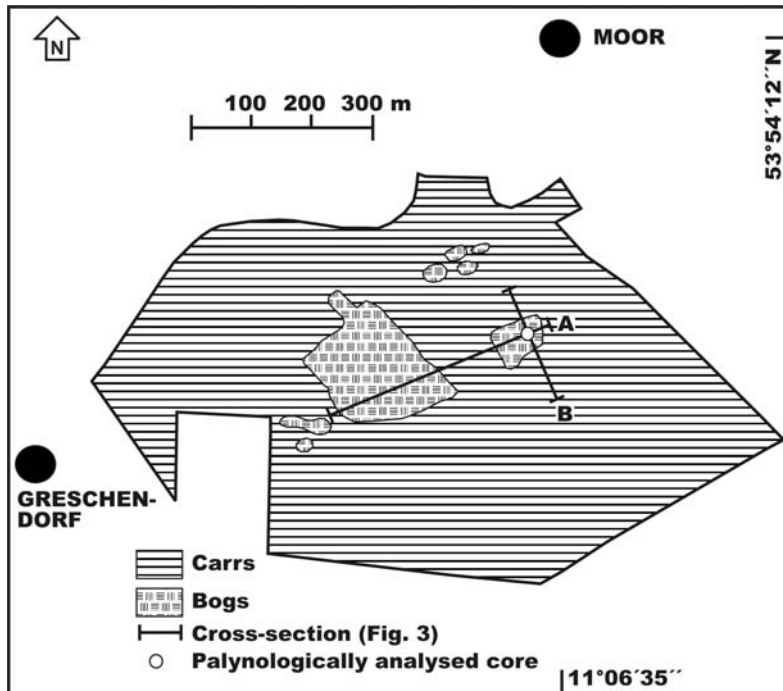 N
MOOR
53°54´12´´N
100 200 300 m
A
B
GRESCHEN-
DORF
Carrs
Bogs
Cross-section (Fig. 3)
Palynologically analysed core
11°06´35´´